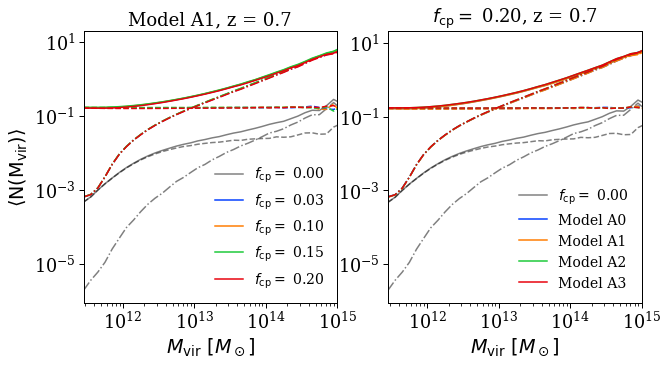 Model A1, z = 0.7
⟨N(M_vir)⟩
10^1
10^-1
10^-3
10^-5
f_cp = 0.00
f_cp = 0.03
f_cp = 0.10
f_cp = 0.15
f_cp = 0.20
10^12
10^13
10^14
10^15
M_vir [M_⊙]
f_cp = 0.20, z = 0.7
10^1
10^-1
10^-3
10^-5
f_cp = 0.00
Model A0
Model A1
Model A2
Model A3
10^12
10^13
10^14
10^15
M_vir [M_⊙]